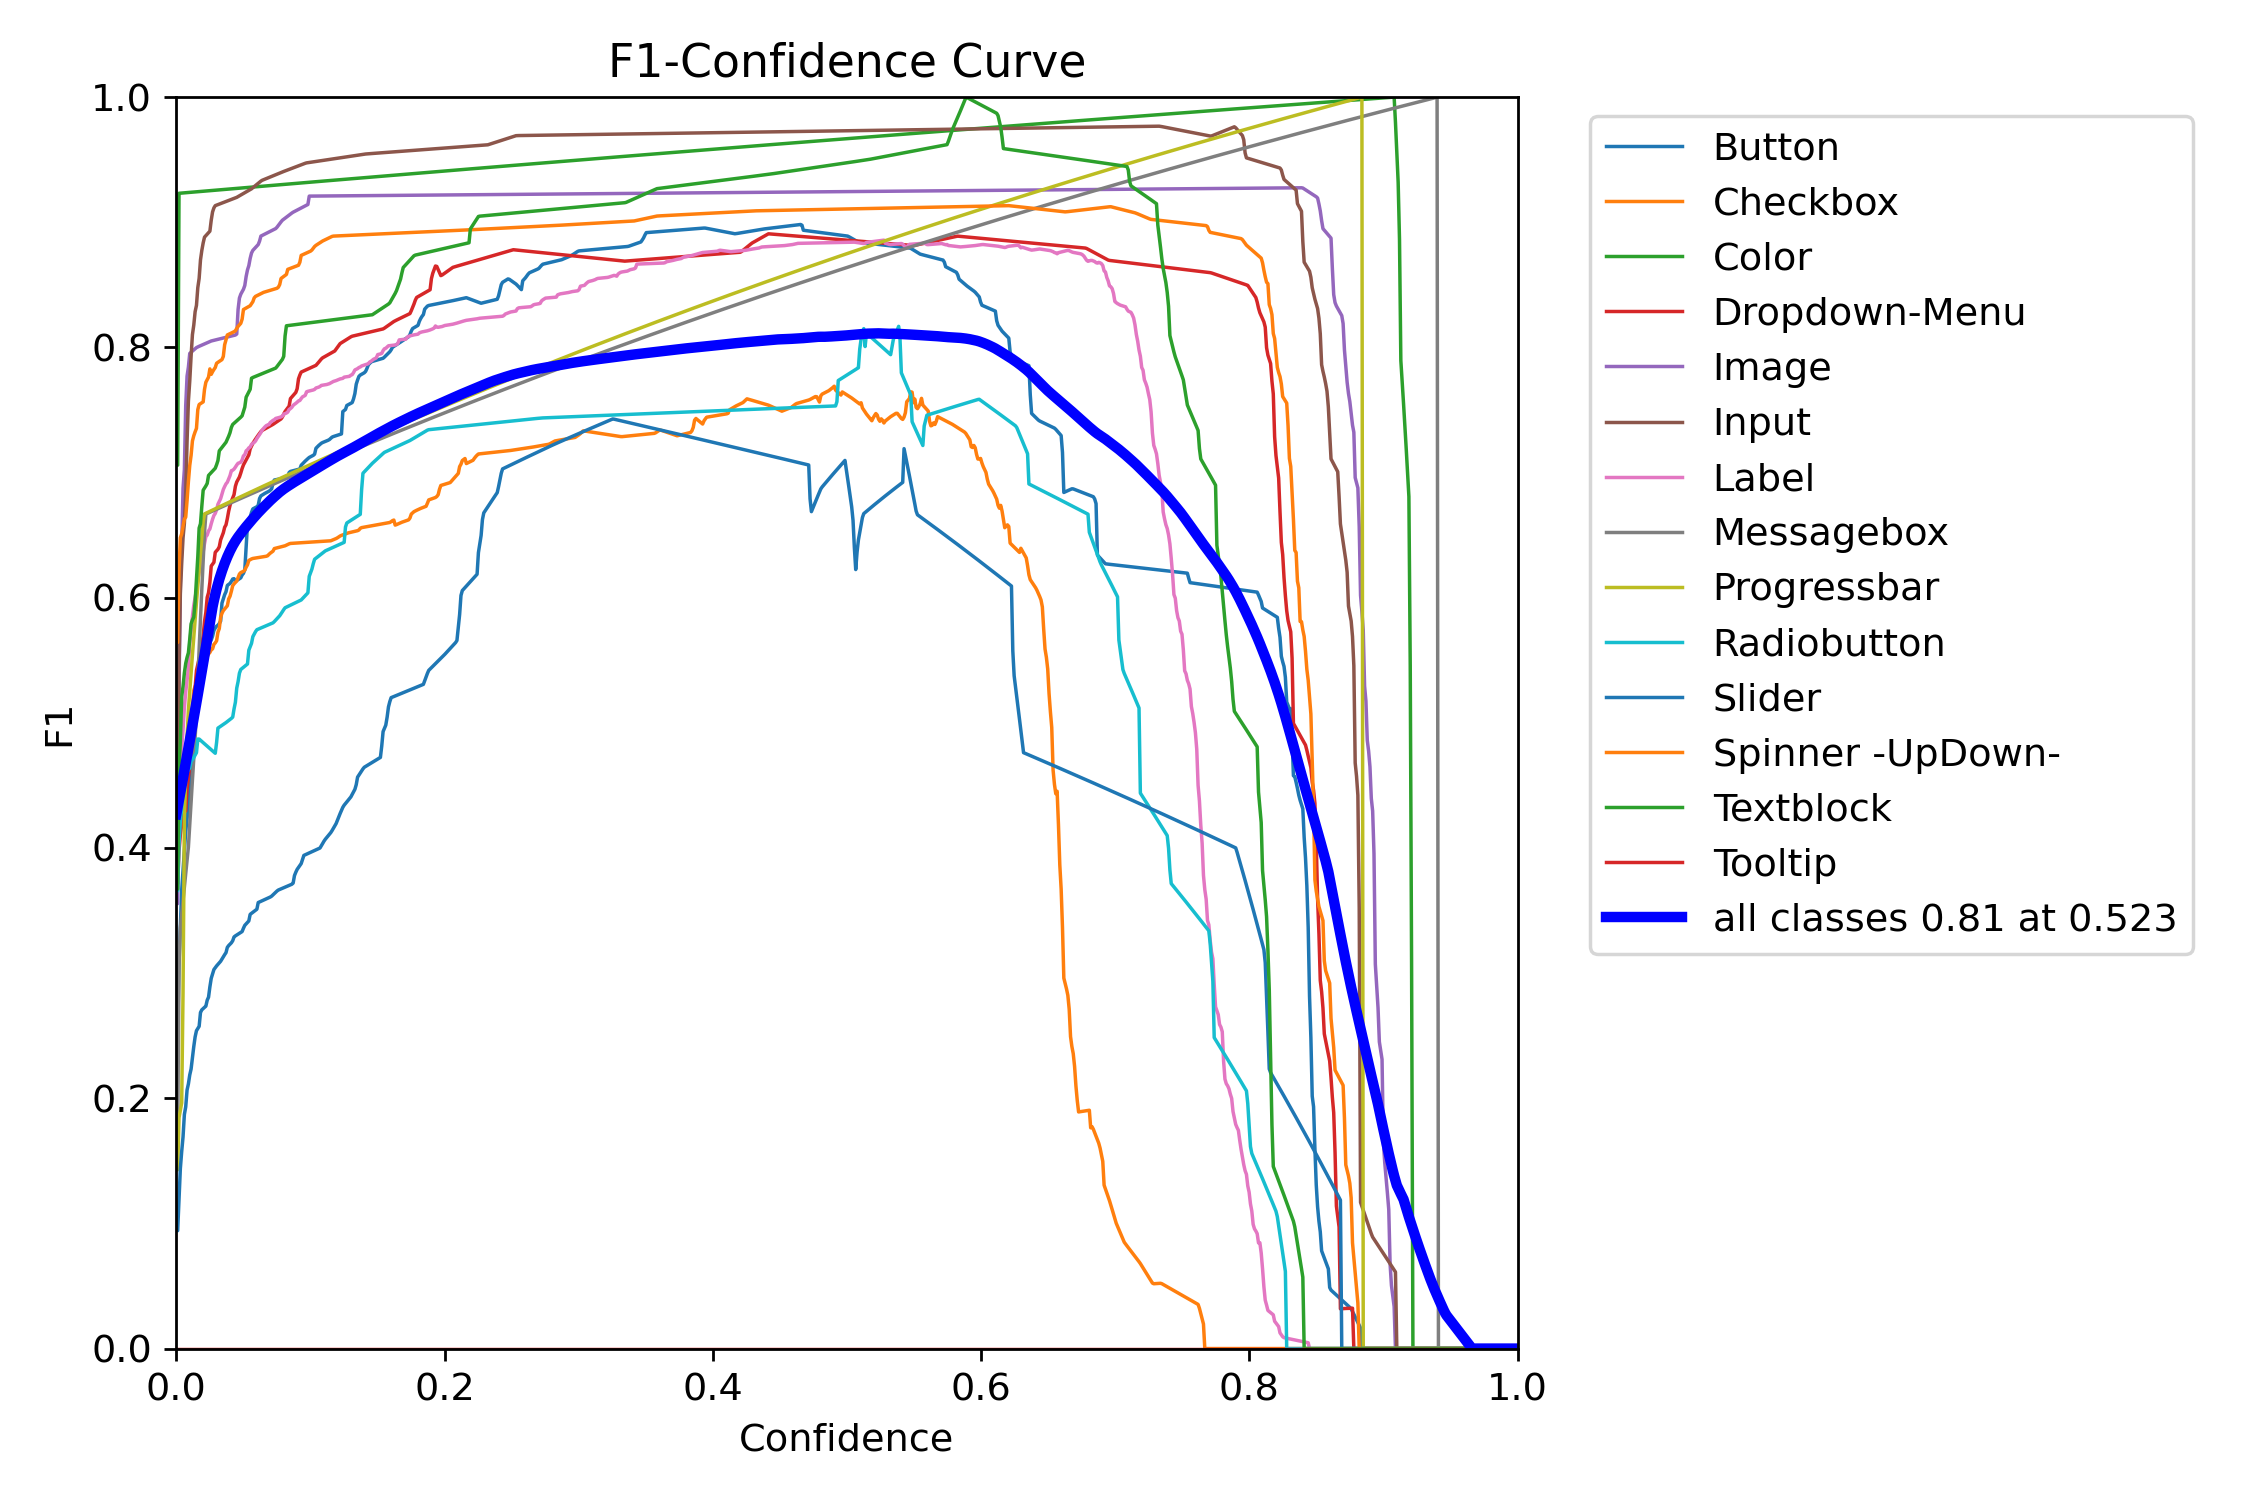 F1-Confidence Curve
1.0
0.8
0.6
0.4
0.2
0.0
F1
0.0 0.2 0.4 0.6 0.8 1.0
Confidence
Button
Checkbox
Color
Dropdown-Menu
Image
Input
Label
Messagebox
Progressbar
Radiobutton
Slider
Spinner -UpDown-
Textblock
Tooltip
all classes 0.81 at 0.523